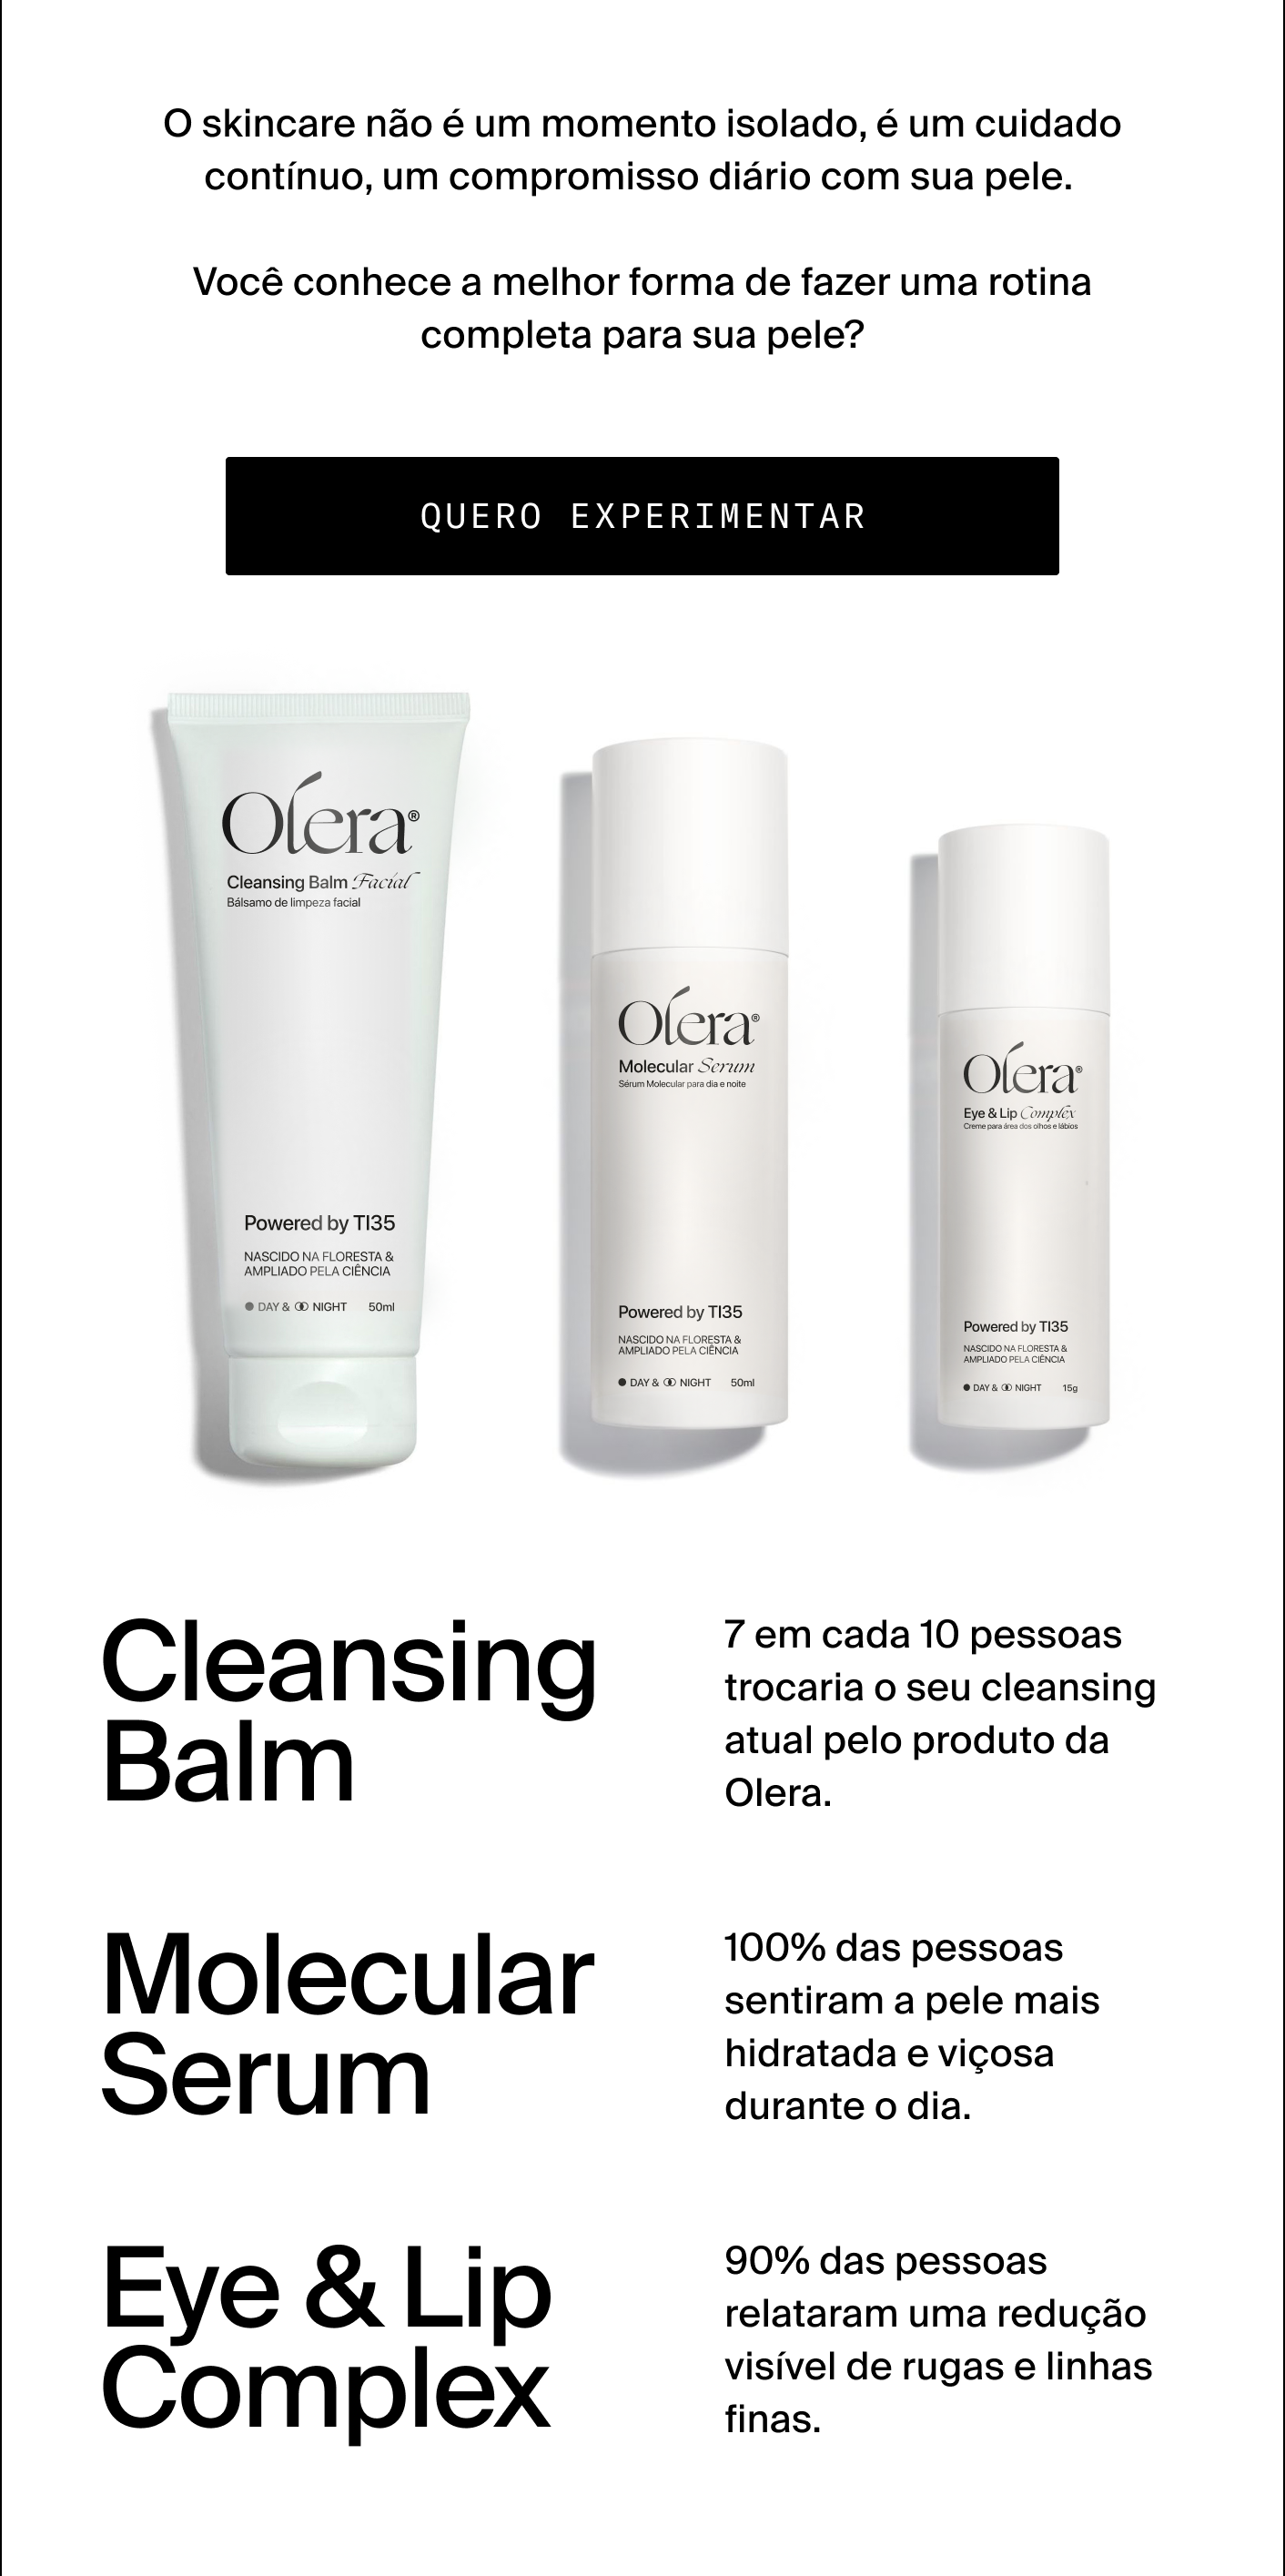 O skincare não é um momento isolado, é um cuidado
contínuo, um compromisso diário com sua pele.
Você conhece a melhor forma de fazer uma rotina
completa para sua pele?
QUERO EXPERIMENTAR
Olera®
Cleansing Balm Facial
Bálsamo de limpeza facial
Powered by TI35
NASCIDO NA FLORESTA &
AMPLIADO PELA CIÊNCIA
DAY & NIGHT 50ml
Olera®
Molecular Serum
Sérum Molecular para dia e noite
Powered by TI35
NASCIDO NA FLORESTA &
AMPLIADO PELA CIÊNCIA
DAY & NIGHT 50ml
Olera®
Eye & Lip Complex
Creme para área dos olhos e lábios
Powered by TI35
NASCIDO NA FLORESTA &
AMPLIADO PELA CIÊNCIA
DAY & NIGHT 15g
Cleansing
Balm
7 em cada 10 pessoas
trocaria o seu cleansing
atual pelo produto da
Olera.
Molecular
Serum
100% das pessoas
sentiram a pele mais
hidratada e viçosa
durante o dia.
Eye & Lip
Complex
90% das pessoas
relataram uma redução
visível de rugas e linhas
finas.